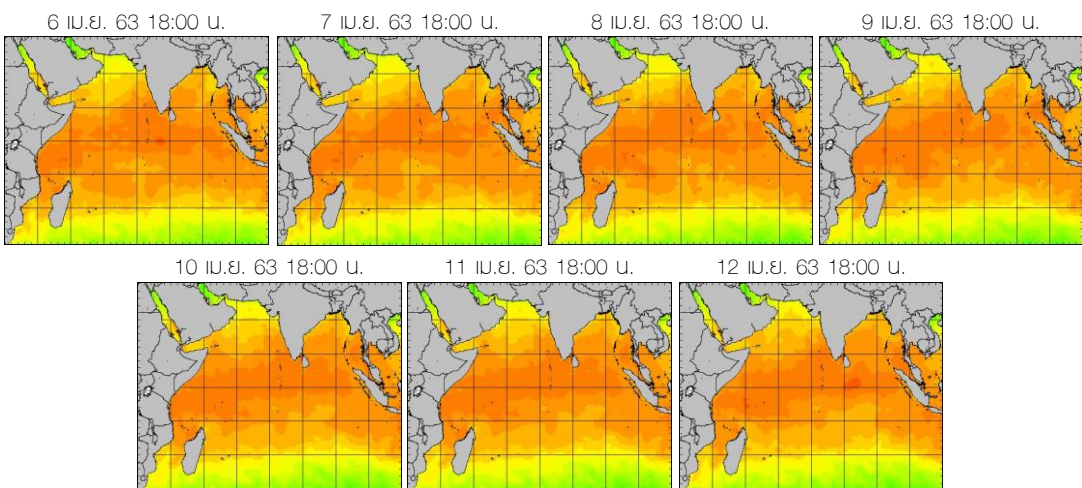 6 เม.ย. 63 18:00 น.
7 เม.ย. 63 18:00 น.
8 เม.ย. 63 18:00 น.
9 เม.ย. 63 18:00 น.
10 เม.ย. 63 18:00 น.
11 เม.ย. 63 18:00 น.
12 เม.ย. 63 18:00 น.